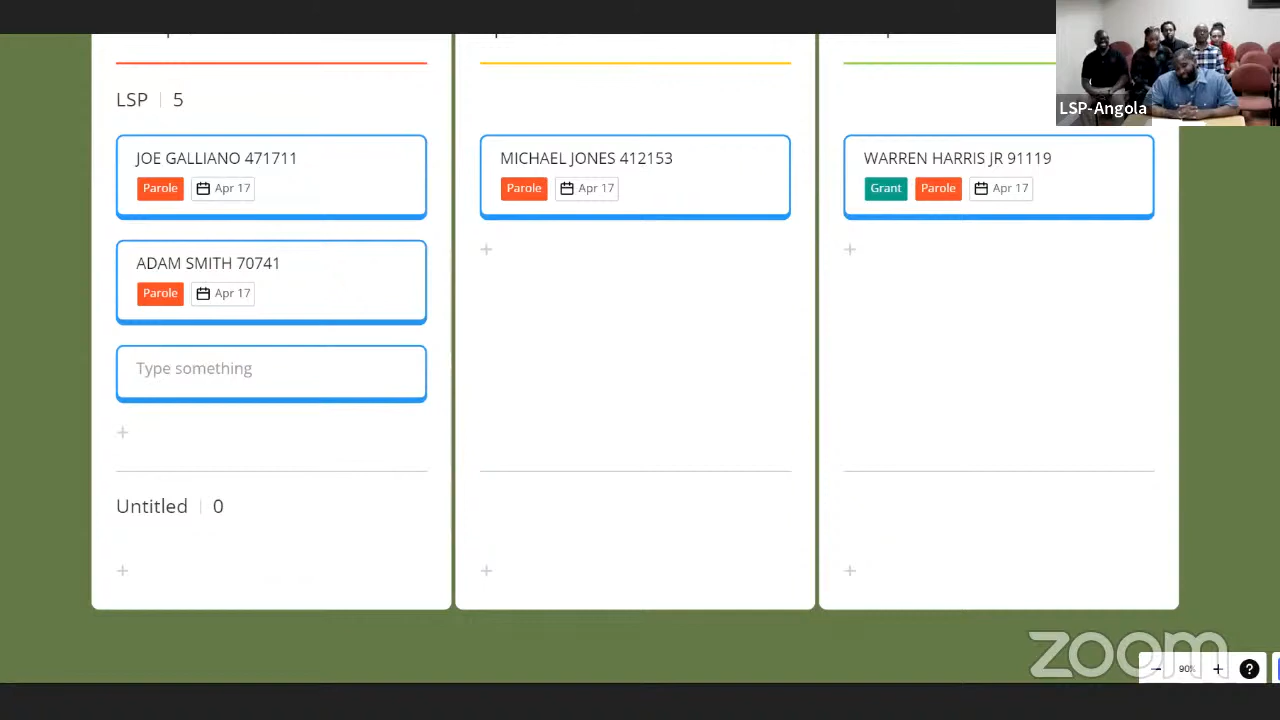 LSP 5
JOE GALLIANO 471711
Parole Apr 17
ADAM SMITH 70741
Parole Apr 17
Type something
Untitled 0
MICHAEL JONES 412153
Parole Apr 17
WARREN HARRIS JR 91119
Grant Parole Apr 17
LSP-Angola
zoom
90%
?